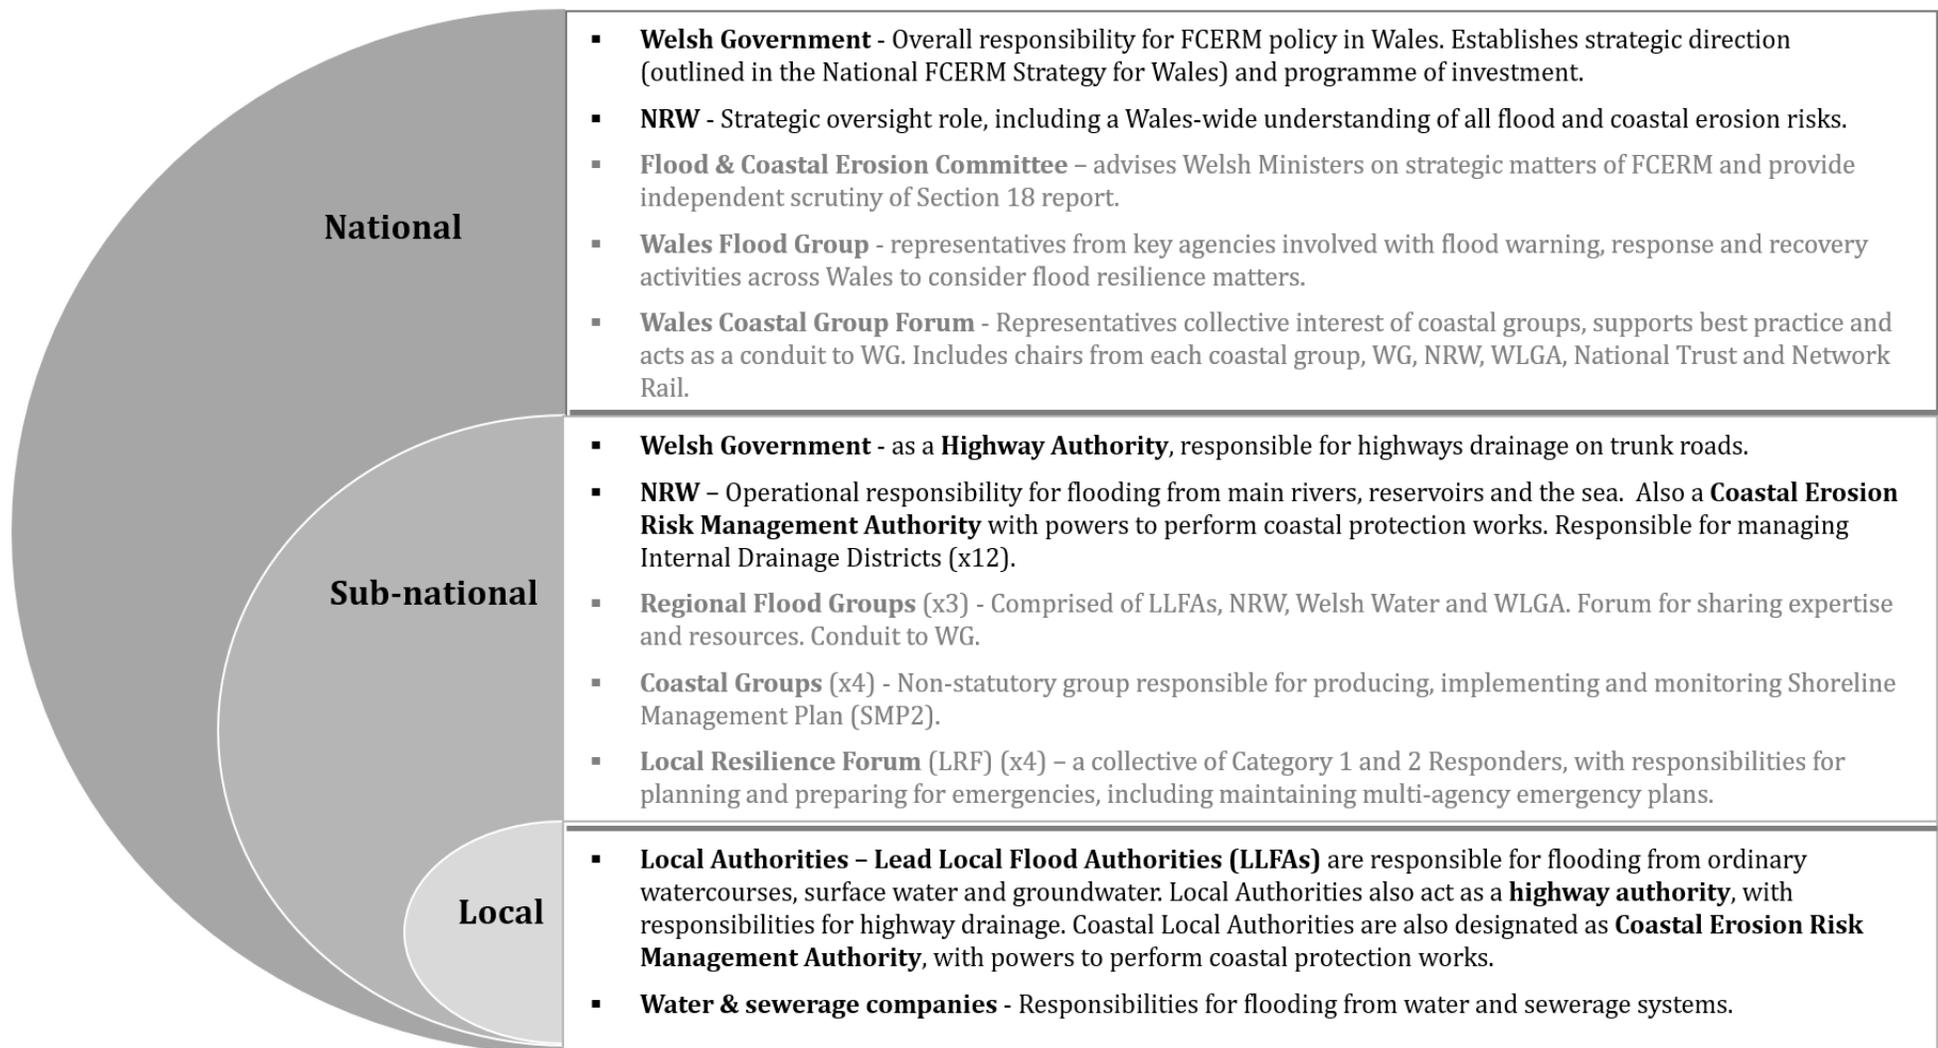 National
▪ Welsh Government - Overall responsibility for FCERM policy in Wales. Establishes strategic direction
(outlined in the National FCERM Strategy for Wales) and programme of investment.
▪ NRW - Strategic oversight role, including a Wales-wide understanding of all flood and coastal erosion risks.
▪ Flood & Coastal Erosion Committee – advises Welsh Ministers on strategic matters of FCERM and provide
independent scrutiny of Section 18 report.
▪ Wales Flood Group - representatives from key agencies involved with flood warning, response and recovery
activities across Wales to consider flood resilience matters.
▪ Wales Coastal Group Forum - Representatives collective interest of coastal groups, supports best practice and
acts as a conduit to WG. Includes chairs from each coastal group, WG, NRW, WLGA, National Trust and Network
Rail.
Sub-national
▪ Welsh Government - as a Highway Authority, responsible for highways drainage on trunk roads.
▪ NRW – Operational responsibility for flooding from main rivers, reservoirs and the sea. Also a Coastal Erosion
Risk Management Authority with powers to perform coastal protection works. Responsible for managing
Internal Drainage Districts (x12).
▪ Regional Flood Groups (x3) - Comprised of LLFAs, NRW, Welsh Water and WLGA. Forum for sharing expertise
and resources. Conduit to WG.
▪ Coastal Groups (x4) - Non-statutory group responsible for producing, implementing and monitoring Shoreline
Management Plan (SMP2).
▪ Local Resilience Forum (LRF) (x4) – a collective of Category 1 and 2 Responders, with responsibilities for
planning and preparing for emergencies, including maintaining multi-agency emergency plans.
Local
▪ Local Authorities – Lead Local Flood Authorities (LLFAs) are responsible for flooding from ordinary
watercourses, surface water and groundwater. Local Authorities also act as a highway authority, with
responsibilities for highway drainage. Coastal Local Authorities are also designated as Coastal Erosion Risk
Management Authority, with powers to perform coastal protection works.
▪ Water & sewerage companies - Responsibilities for flooding from water and sewerage systems.